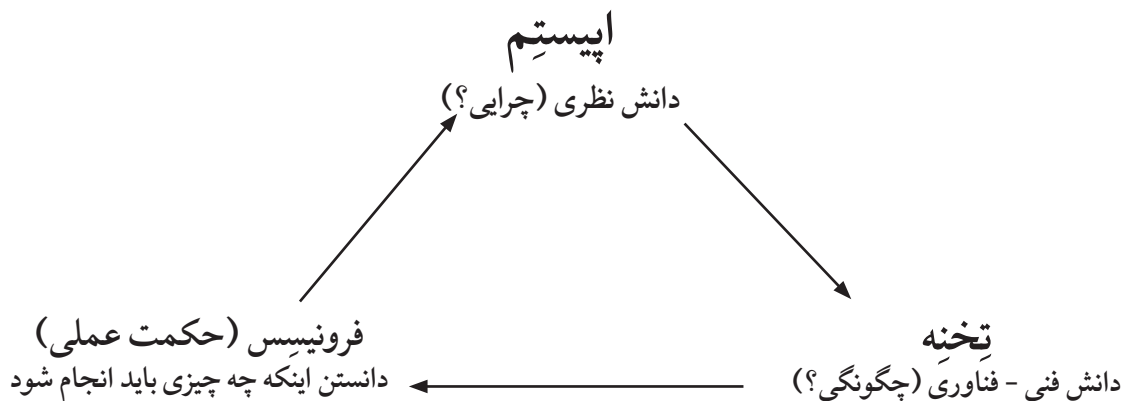 اپیستِم
دانش نظری (چرایی؟)
تِخنِه
دانش فنی - فناوری (چگونگی؟)
فرونیسِس (حکمت عملی)
دانستن اینکه چه چیزی باید انجام شود